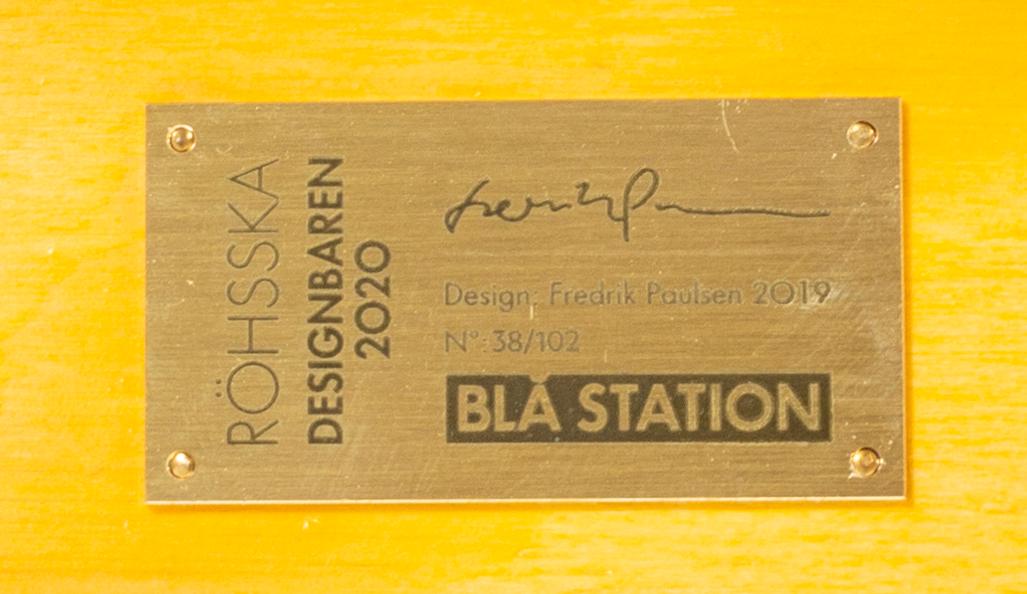 RÖHSSKA
DESIGNBAREN
2020
Design: Fredrik Paulsen 2019
N°:38/102
BLÅ STATION